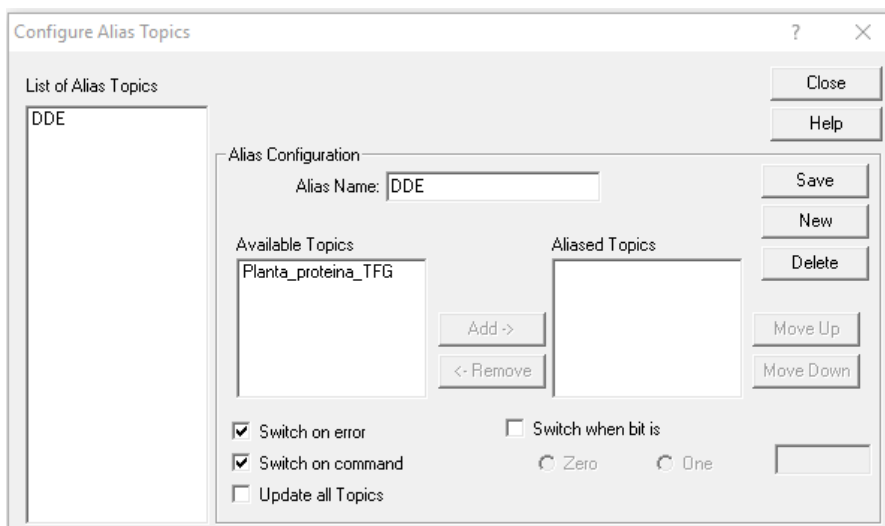 Configure Alias Topics ?
List of Alias Topics
DDE
Close
Help
Alias Configuration
Alias Name: DDE
Save
New
Delete
Available Topics
Planta_proteina_TFG
Aliased Topics
Add ->
<- Remove
Move Up
Move Down
Switch on error
Switch on command
Update all Topics
Switch when bit is
Zero
One